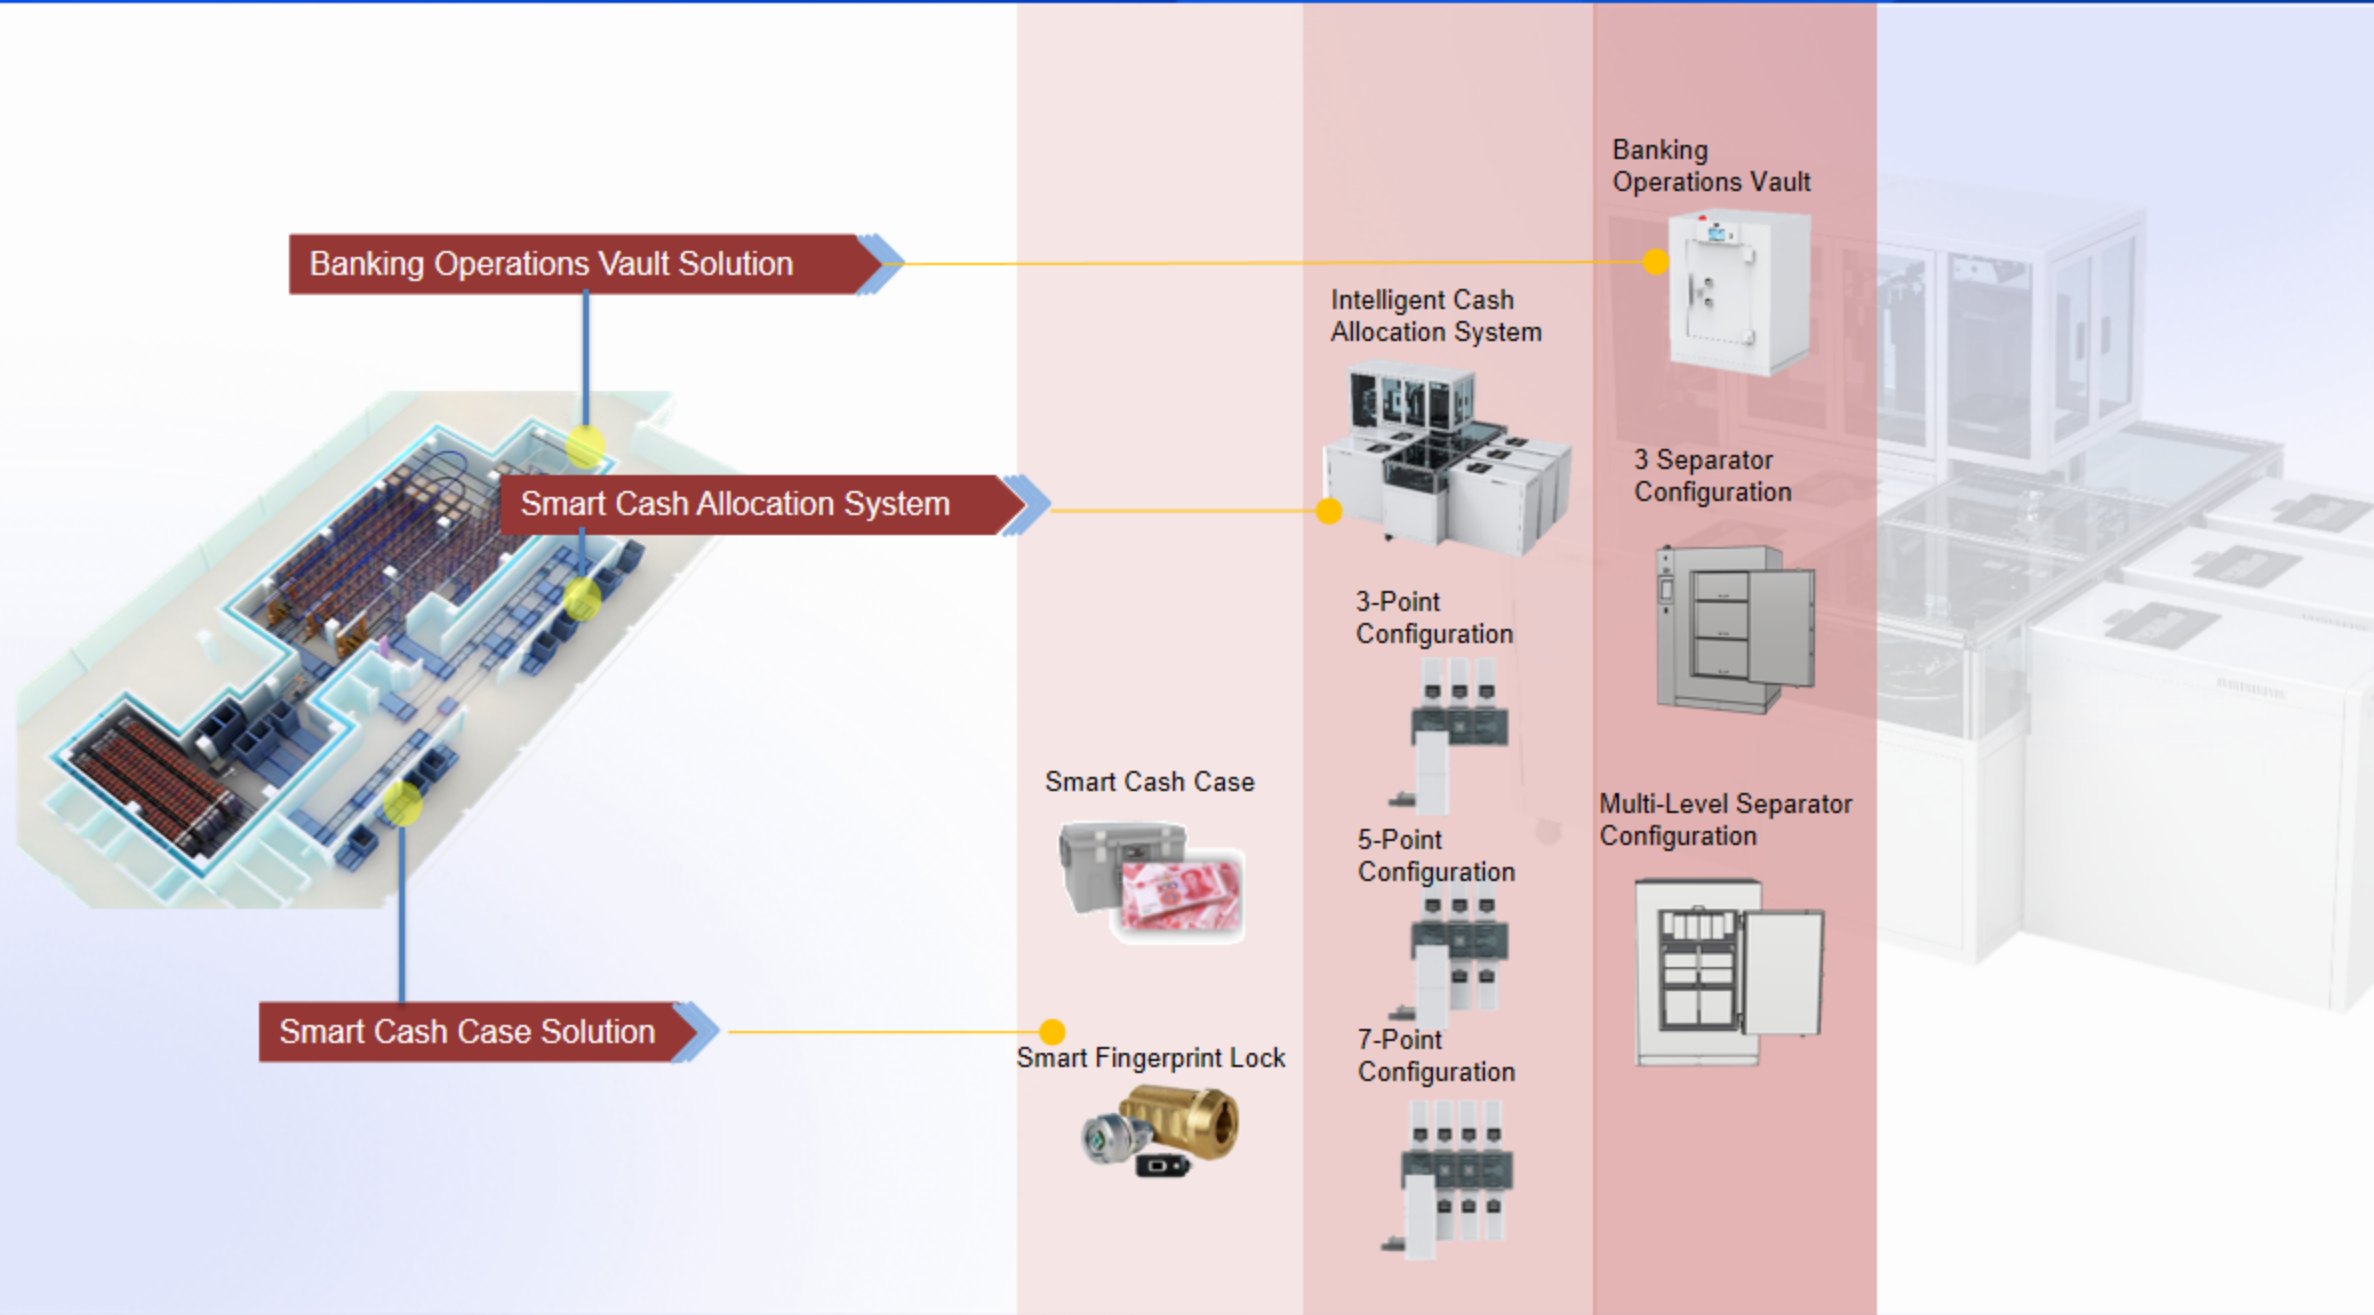 Banking Operations Vault Solution
Smart Cash Allocation System
Smart Cash Case Solution
Smart Cash Case
Smart Fingerprint Lock
Intelligent Cash
Allocation System
3-Point
Configuration
5-Point
Configuration
7-Point
Configuration
Banking
Operations Vault
3 Separator
Configuration
Multi-Level Separator
Configuration